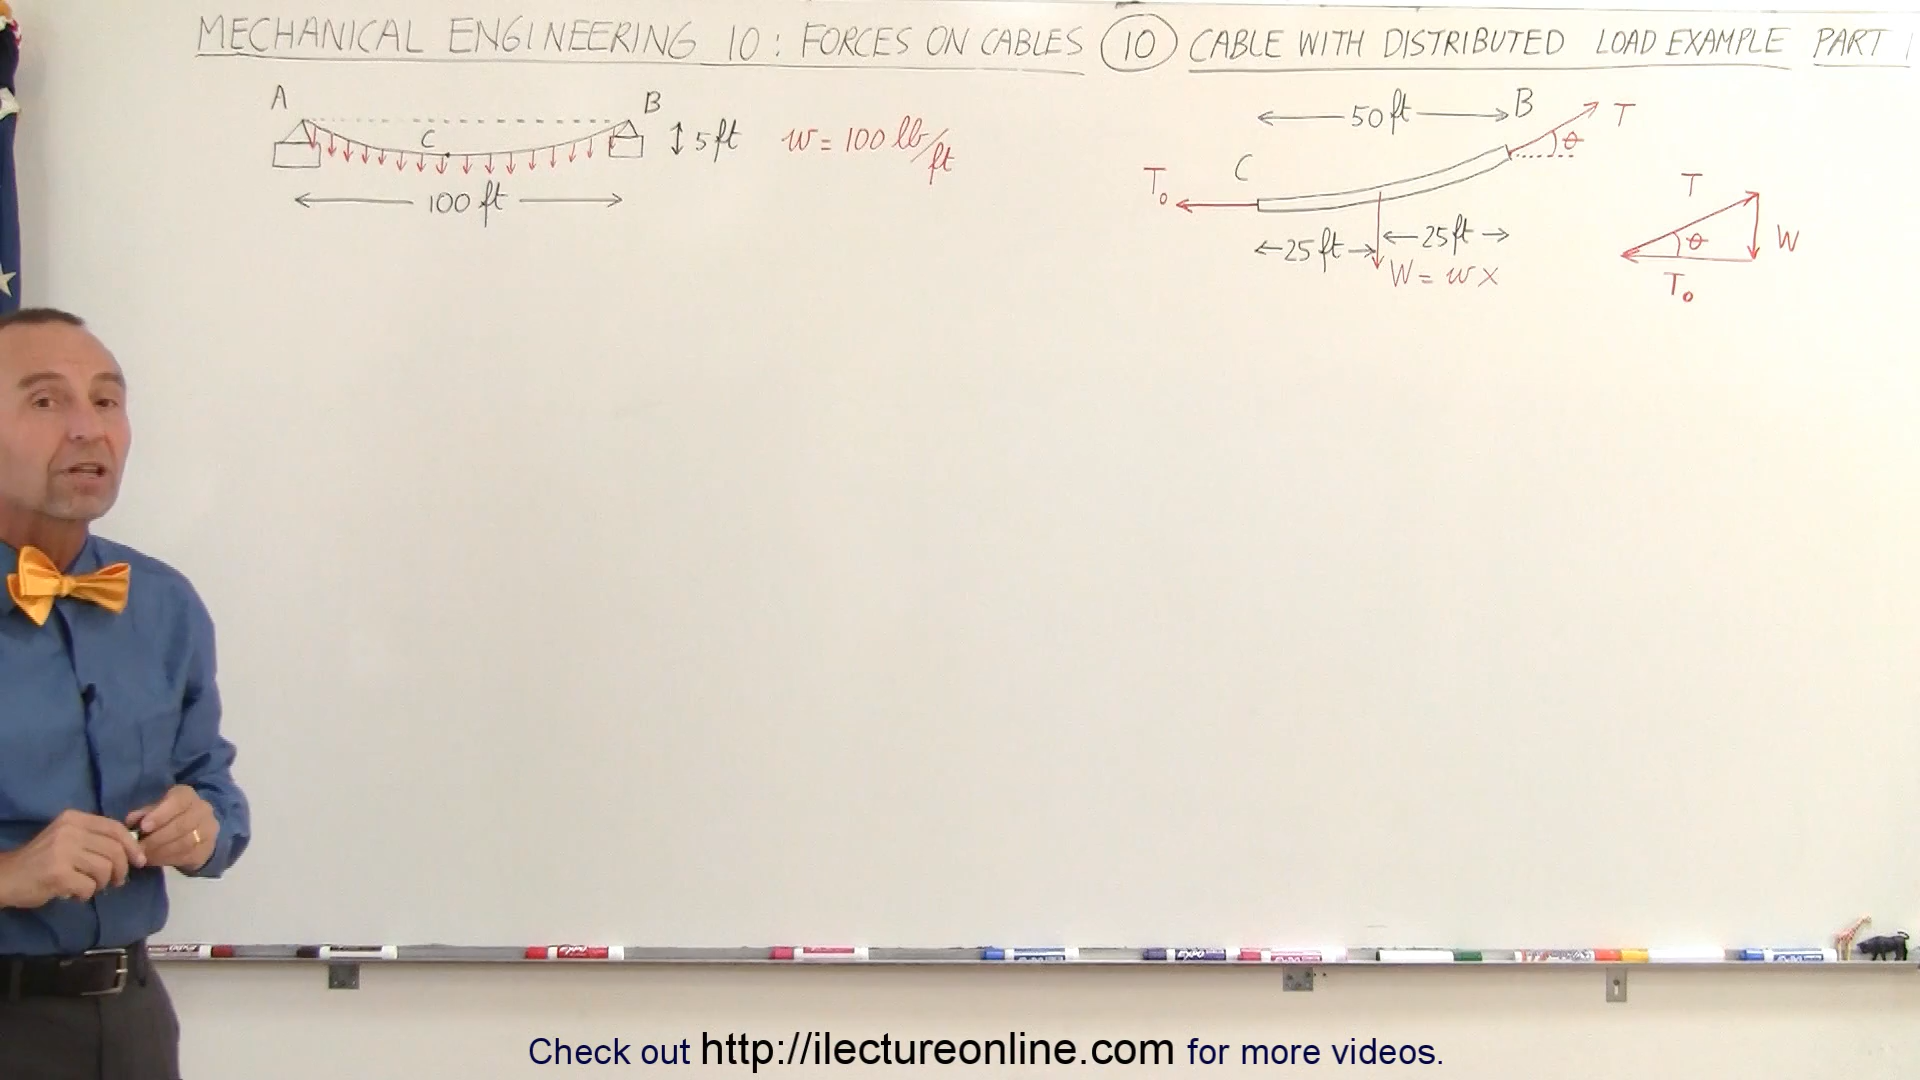 MECHANICAL ENGINEERING 10: FORCES ON CABLES (10) CABLE WITH DISTRIBUTED LOAD EXAMPLE PART 1
A B
C
5 ft w = 100 lb/ft
100 ft
50 ft B T
θ
C
T₀
25 ft 25 ft
W = wx
T
θ W
T₀
EXPO
EXPO
Check out http://ilectureonline.com for more videos.